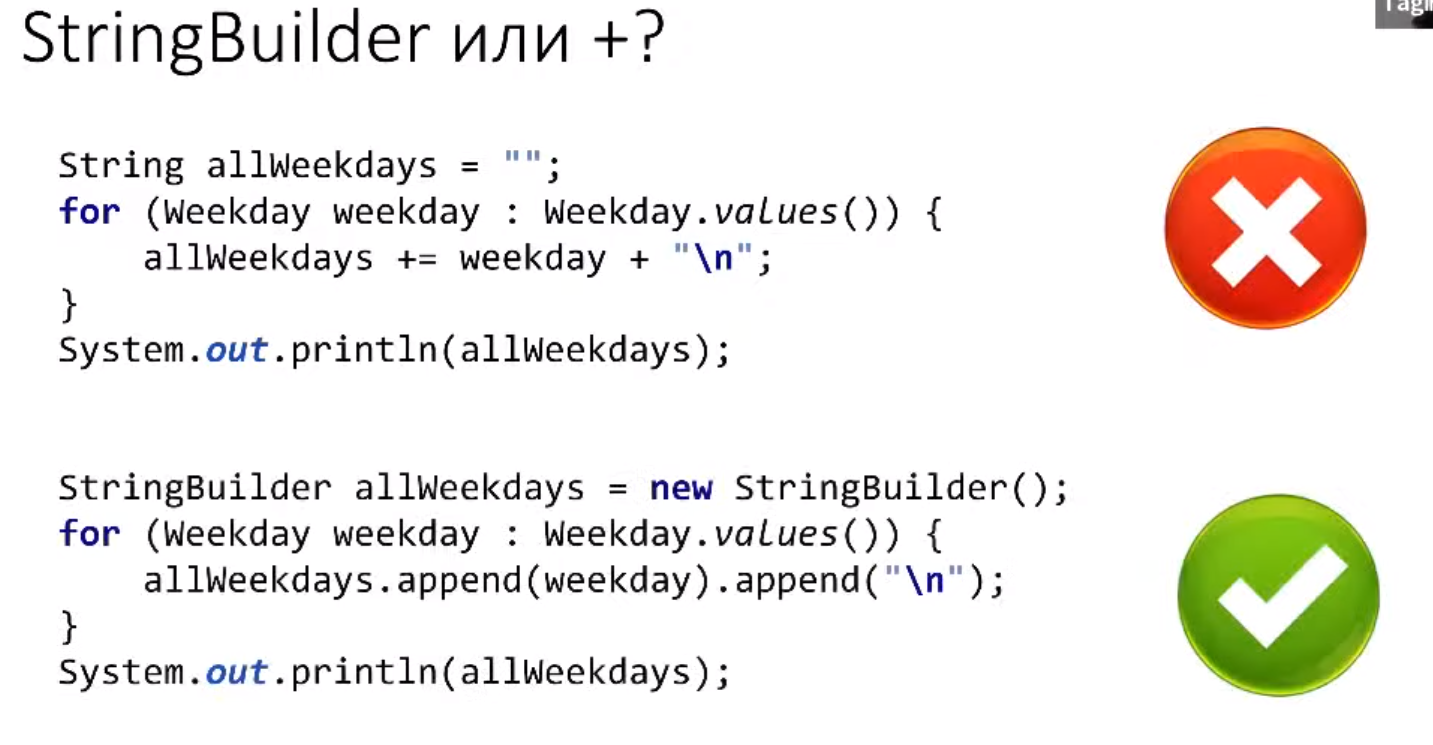 StringBuilder или +?
String allWeekdays = "";
for (Weekday weekday : Weekday.values()) {
    allWeekdays += weekday + "\n";
}
System.out.println(allWeekdays);
StringBuilder allWeekdays = new StringBuilder();
for (Weekday weekday : Weekday.values()) {
    allWeekdays.append(weekday).append("\n");
}
System.out.println(allWeekdays);